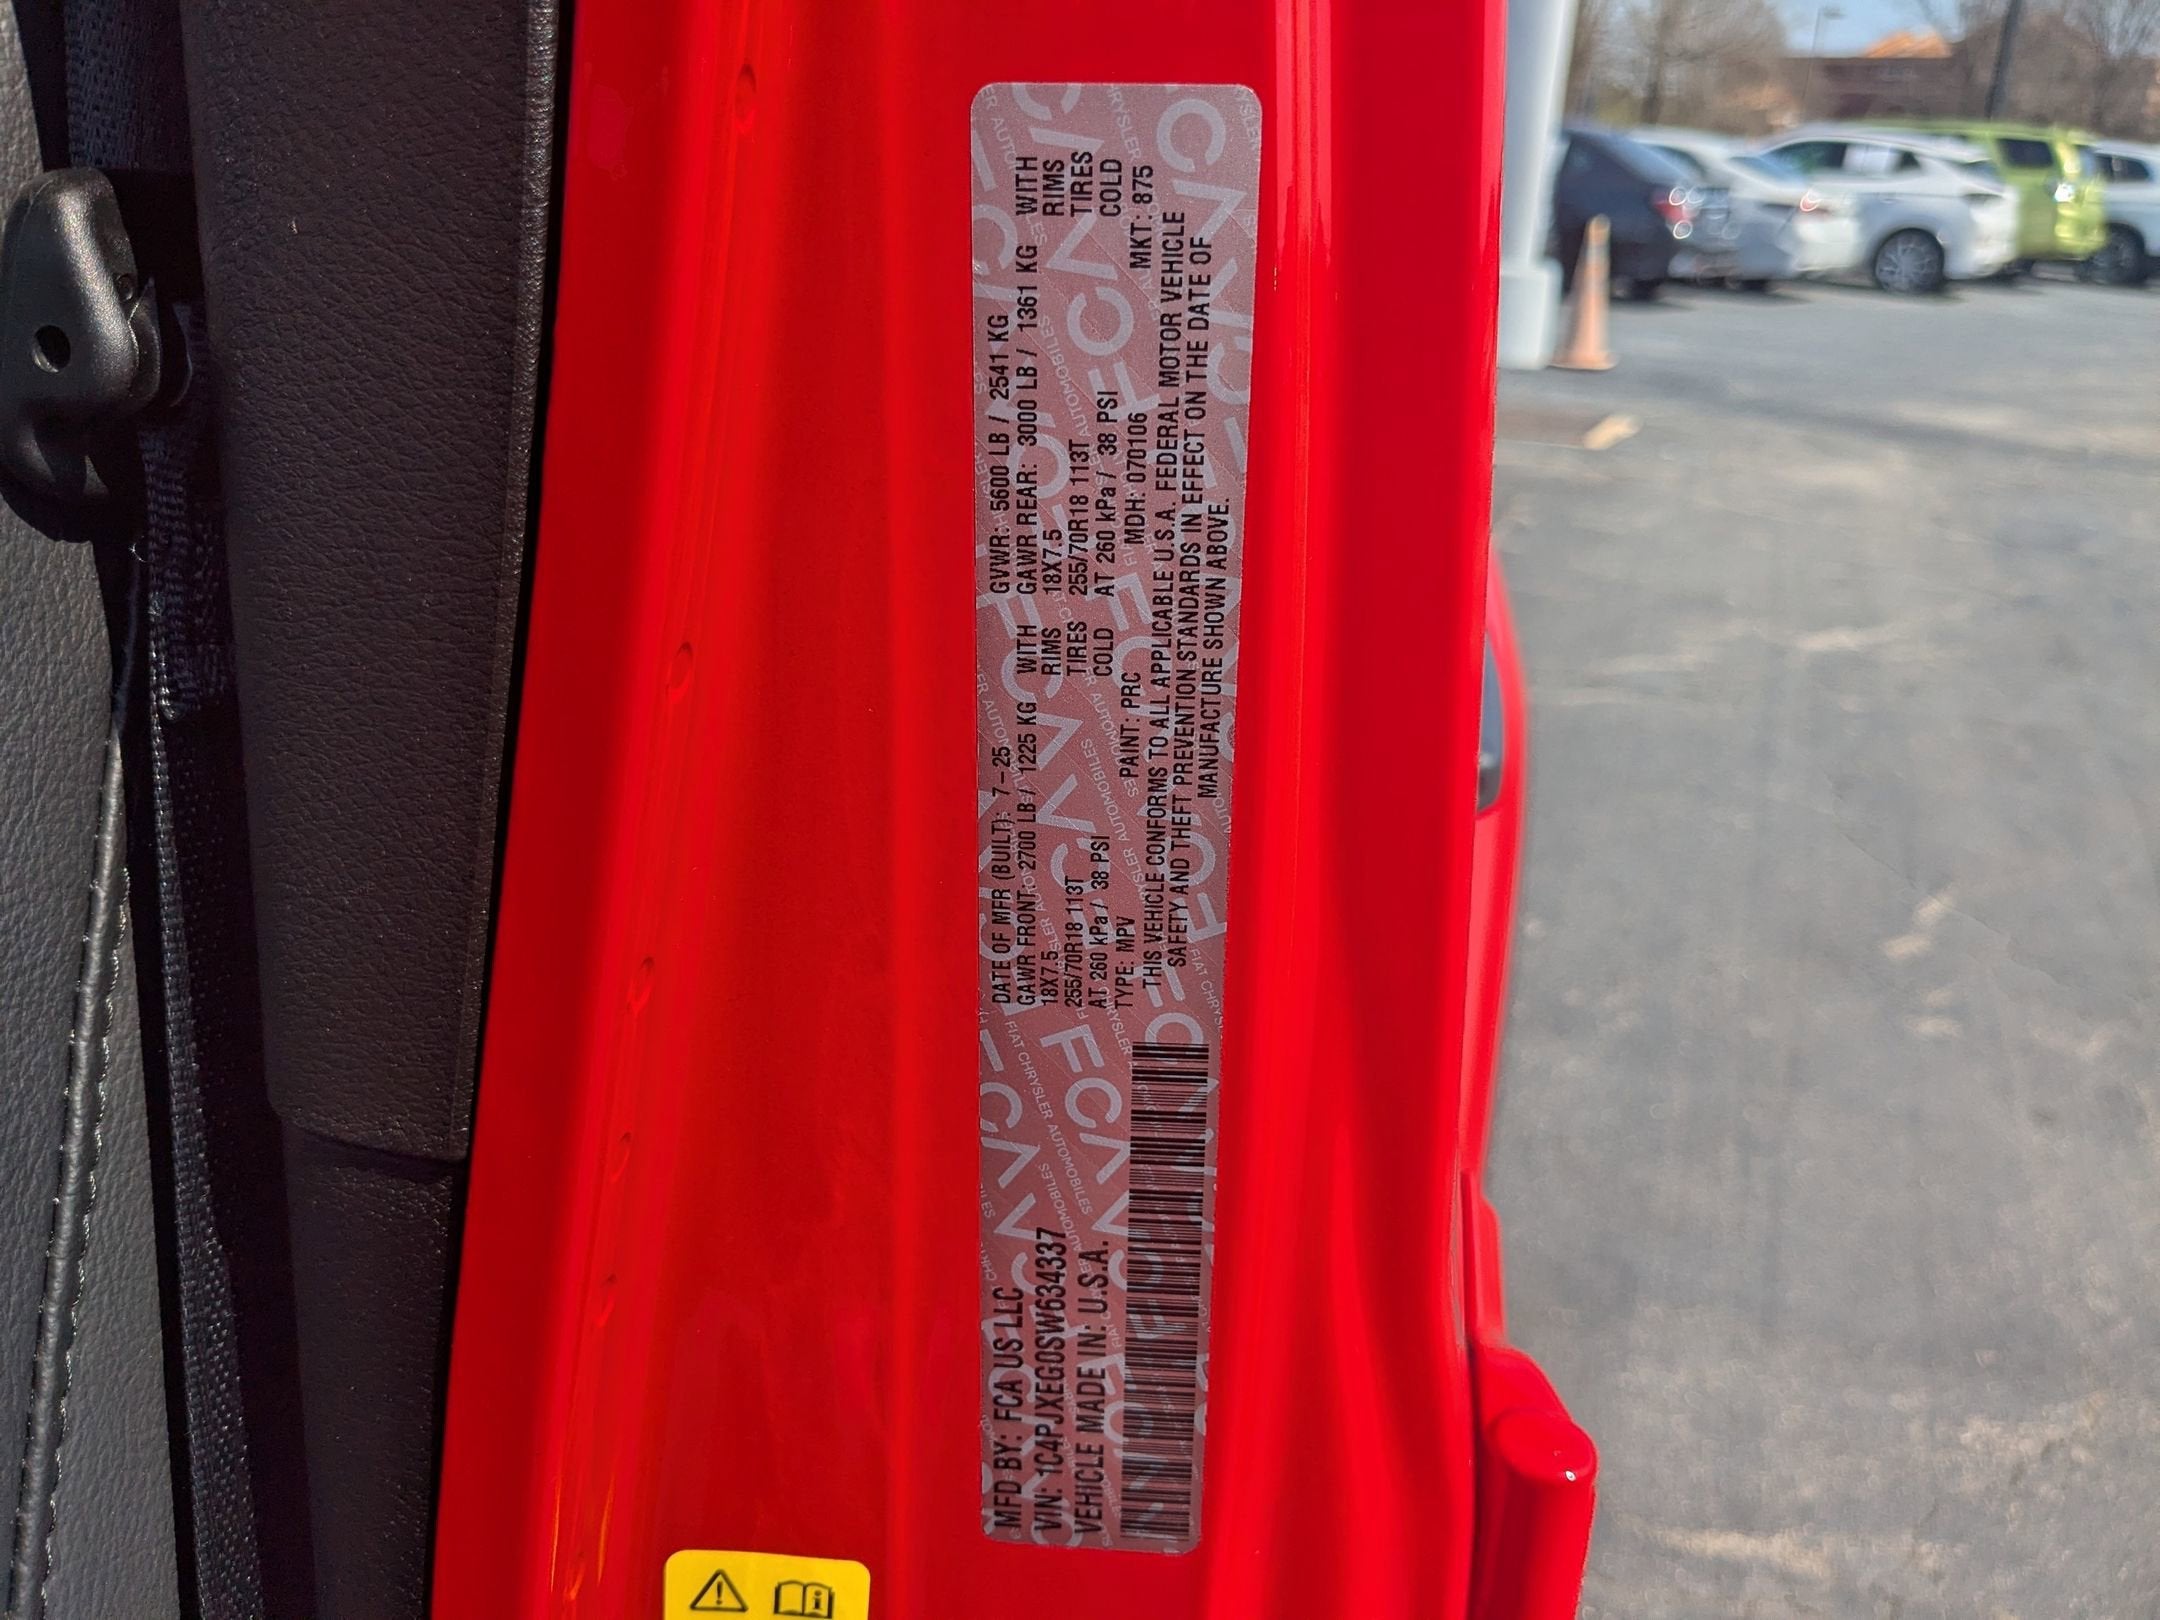 MFD BY: FCA US LLC
VIN: 1C4PJXEG0SW634337
VEHICLE MADE IN: U.S.A.
DATE OF MFR (BUILT): 7-25 GVWR: 5600 LB / 2541 KG
GAWR FRONT: 2700 LB / 1225 KG WITH GAWR REAR: 3000 LB / 1361 KG WITH
18X7.5 RIMS 18X7.5 RIMS
255/70R18 113T TIRES 255/70R18 113T TIRES
AT 260 kPa / 38 PSI COLD AT 260 kPa / 38 PSI COLD
TYPE: MPV PAINT: PRC MDH: 070106 MKT: 875
THIS VEHICLE CONFORMS TO ALL APPLICABLE U.S.A. FEDERAL MOTOR VEHICLE
SAFETY AND THEFT PREVENTION STANDARDS IN EFFECT ON THE DATE OF
MANUFACTURE SHOWN ABOVE.
FIAT CHRYSLER AUTOMOBILES